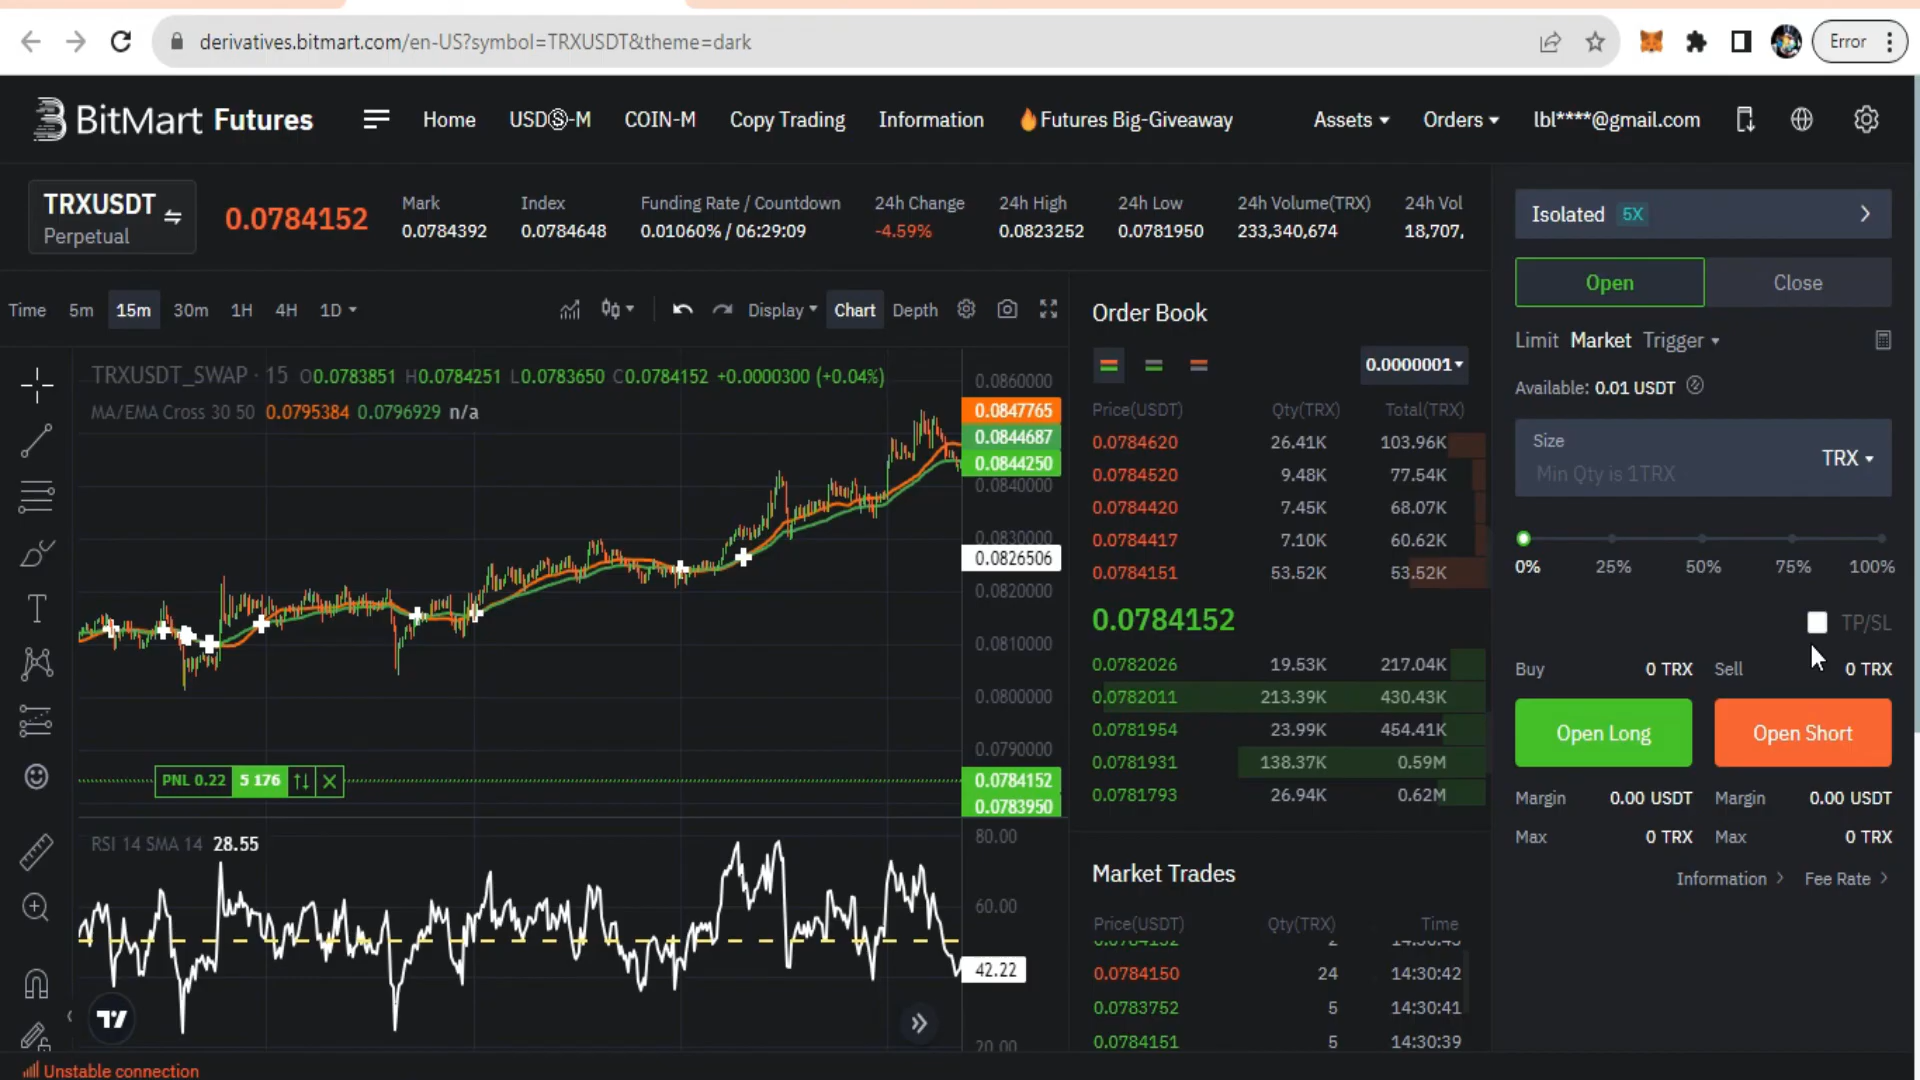 derivatives.bitmart.com/en-US?symbol=TRXUSDT&theme=dark
Error
BitMart Futures
Home
USDⓈ-M
COIN-M
Copy Trading
Information
🔥Futures Big-Giveaway
Assets
Orders
lbl****@gmail.com
TRXUSDT
Perpetual
0.0784152
Mark
0.0784392
Index
0.0784648
Funding Rate / Countdown
0.01060% / 06:29:09
24h Change
-4.59%
24h High
0.0823252
24h Low
0.0781950
24h Volume(TRX)
233,340,674
24h Vol
18,707,
Time 5m 15m 30m 1H 4H 1D
Display Chart Depth
TRXUSDT_SWAP · 15 O0.0783851 H0.0784251 L0.0783650 C0.0784152 +0.0000300 (+0.04%)
MA/EMA Cross 30 50 0.0795384 0.0796929 n/a
0.0860000
0.0847765
0.0844687
0.0844250
0.0840000
0.0830000
0.0826506
0.0820000
0.0810000
0.0800000
0.0790000
0.0784152
0.0783950
PNL 0.22 5 176
RSI 14 SMA 14 28.55
80.00
60.00
42.22
20.00
Unstable connection
Order Book
0.0000001
Price(USDT) Qty(TRX) Total(TRX)
0.0784620 26.41K 103.96K
0.0784520 9.48K 77.54K
0.0784420 7.45K 68.07K
0.0784417 7.10K 60.62K
0.0784151 53.52K 53.52K
0.0784152
0.0782026 19.53K 217.04K
0.0782011 213.39K 430.43K
0.0781954 23.99K 454.41K
0.0781931 138.37K 0.59M
0.0781793 26.94K 0.62M
Market Trades
Price(USDT) Qty(TRX) Time
0.0784150 24 14:30:42
0.0783752 5 14:30:41
0.0784151 5 14:30:39
Isolated 5X
Open Close
Limit Market Trigger
Available: 0.01 USDT
Size
Min Qty is 1TRX
TRX
0% 25% 50% 75% 100%
TP/SL
Buy 0 TRX Sell 0 TRX
Open Long Open Short
Margin 0.00 USDT Margin 0.00 USDT
Max 0 TRX Max 0 TRX
Information Fee Rate